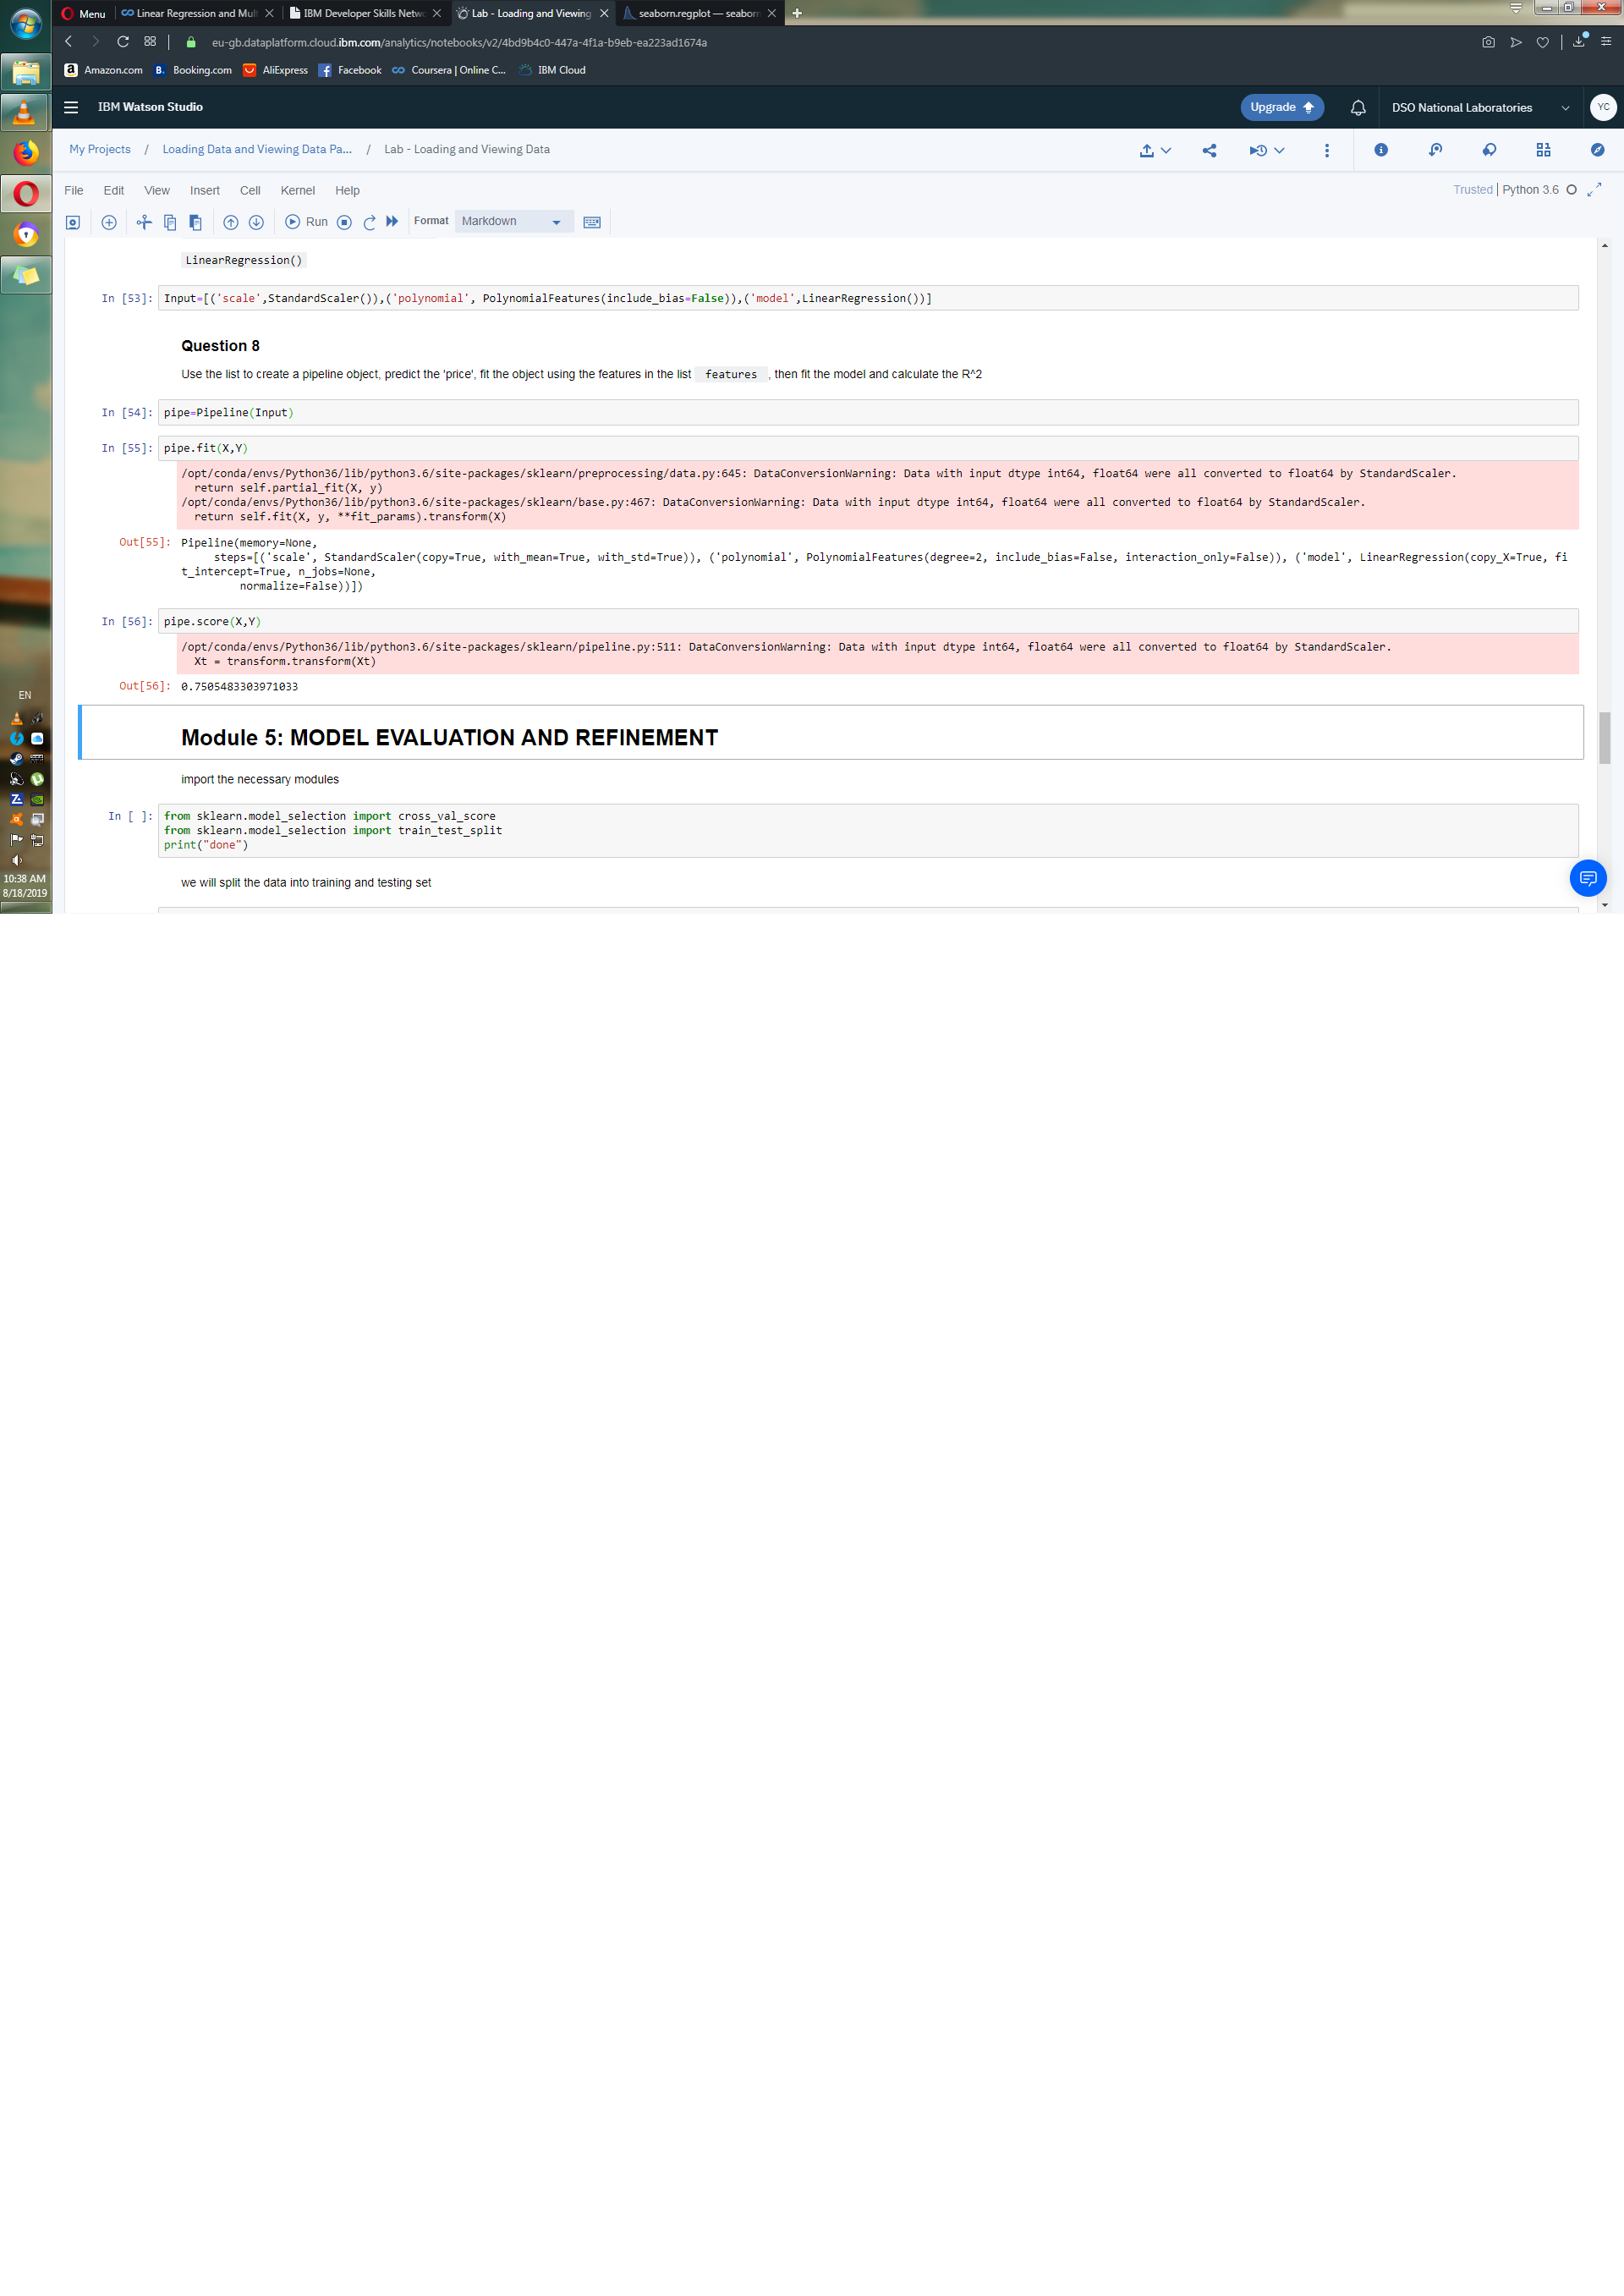 Menu
Linear Regression and Mul
IBM Developer Skills Netwo
Lab - Loading and Viewing
seaborn.regplot — seaborn
eu-gb.dataplatform.cloud.ibm.com/analytics/notebooks/v2/4bd9b4c0-447a-4f1a-b9eb-ea223ad1674a
Amazon.com
Booking.com
AliExpress
Facebook
Coursera | Online C...
IBM Cloud
IBM Watson Studio
Upgrade
DSO National Laboratories
YC
My Projects / Loading Data and Viewing Data Pa... / Lab - Loading and Viewing Data
File Edit View Insert Cell Kernel Help
Trusted | Python 3.6
Run
Format
Markdown
LinearRegression()
In [53]: Input=[('scale',StandardScaler()),('polynomial', PolynomialFeatures(include_bias=False)),('model',LinearRegression())]
Question 8
Use the list to create a pipeline object, predict the 'price', fit the object using the features in the list features , then fit the model and calculate the R^2
In [54]: pipe=Pipeline(Input)
In [55]: pipe.fit(X,Y)
/opt/conda/envs/Python36/lib/python3.6/site-packages/sklearn/preprocessing/data.py:645: DataConversionWarning: Data with input dtype int64, float64 were all converted to float64 by StandardScaler.
return self.partial_fit(X, y)
/opt/conda/envs/Python36/lib/python3.6/site-packages/sklearn/base.py:467: DataConversionWarning: Data with input dtype int64, float64 were all converted to float64 by StandardScaler.
return self.fit(X, y, **fit_params).transform(X)
Out[55]: Pipeline(memory=None,
steps=[('scale', StandardScaler(copy=True, with_mean=True, with_std=True)), ('polynomial', PolynomialFeatures(degree=2, include_bias=False, interaction_only=False)), ('model', LinearRegression(copy_X=True, fi
t_intercept=True, n_jobs=None,
normalize=False))])
In [56]: pipe.score(X,Y)
/opt/conda/envs/Python36/lib/python3.6/site-packages/sklearn/pipeline.py:511: DataConversionWarning: Data with input dtype int64, float64 were all converted to float64 by StandardScaler.
Xt = transform.transform(Xt)
Out[56]: 0.7505483303971033
Module 5: MODEL EVALUATION AND REFINEMENT
import the necessary modules
In [ ]: from sklearn.model_selection import cross_val_score
from sklearn.model_selection import train_test_split
print("done")
we will split the data into training and testing set
EN
10:38 AM
8/18/2019